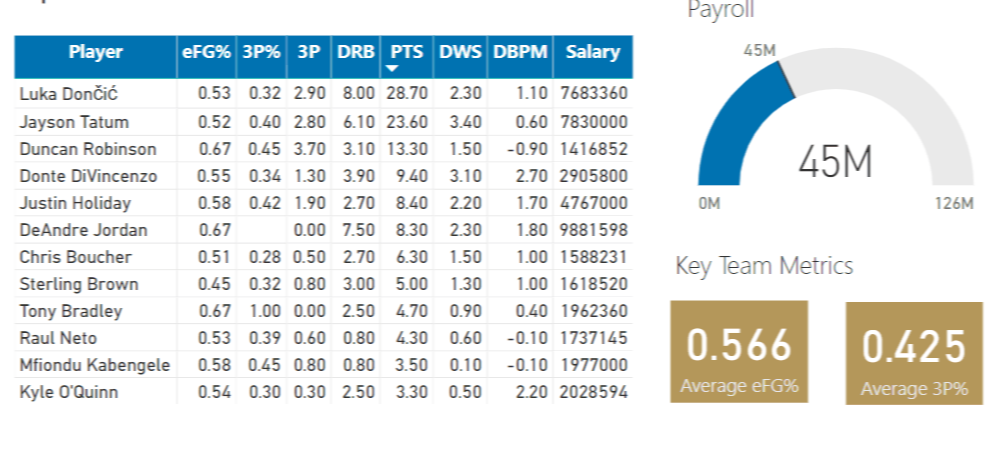 Payroll
Player eFG% 3P% 3P DRB PTS DWS DBPM Salary
Luka Dončić 0.53 0.32 2.90 8.00 28.70 2.30 1.10 7683360
Jayson Tatum 0.52 0.40 2.80 6.10 23.60 3.40 0.60 7830000
Duncan Robinson 0.67 0.45 3.70 3.10 13.30 1.50 -0.90 1416852
Donte DiVincenzo 0.55 0.34 1.30 3.90 9.40 3.10 2.70 2905800
Justin Holiday 0.58 0.42 1.90 2.70 8.40 2.20 1.70 4767000
DeAndre Jordan 0.67 0.00 7.50 8.30 2.30 1.80 9881598
Chris Boucher 0.51 0.28 0.50 2.70 6.30 1.50 1.00 1588231
Sterling Brown 0.45 0.32 0.80 3.00 5.00 1.30 1.00 1618520
Tony Bradley 0.67 1.00 0.00 2.50 4.70 0.90 0.40 1962360
Raul Neto 0.53 0.39 0.60 0.80 4.30 0.60 -0.10 1737145
Mfiondu Kabengele 0.58 0.45 0.80 0.80 3.50 0.10 -0.10 1977000
Kyle O'Quinn 0.54 0.30 0.30 2.50 3.30 0.50 2.20 2028594
45M
45M
0M 126M
Key Team Metrics
0.566 0.425
Average eFG% Average 3P%